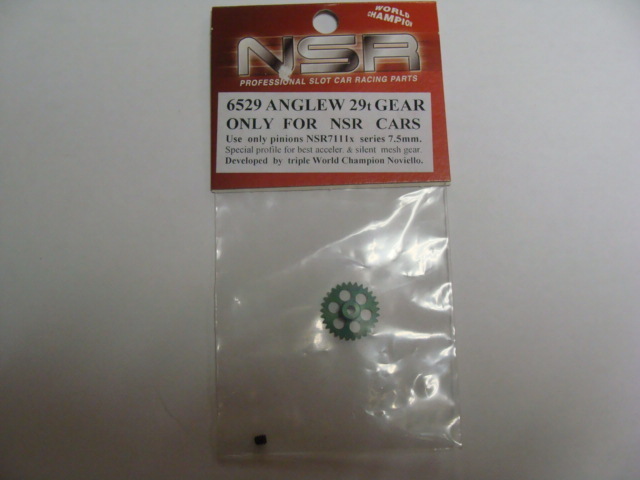 WORLD
CHAMPION
NSR
PROFESSIONAL SLOT CAR RACING PARTS
6529 ANGLEW 29t GEAR
ONLY FOR NSR CARS
Use only pinions NSR7111x series 7.5mm.
Special profile for best acceler. & silent mesh gear.
Developed by triple World Champion Noviello.